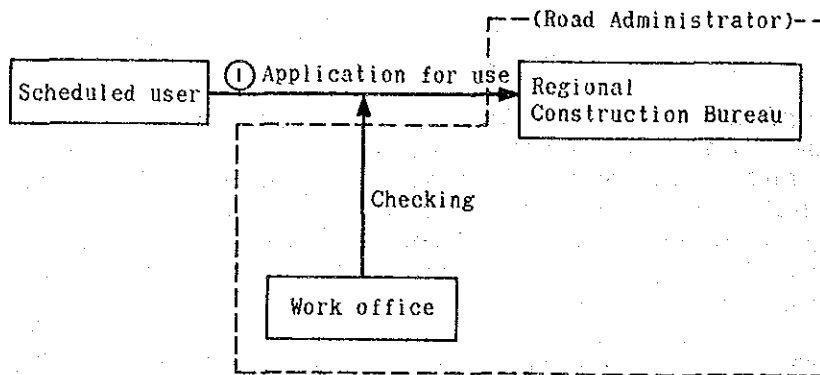 (Road Administrator)
① Application for use
Scheduled user
Regional
Construction Bureau
Checking
Work office